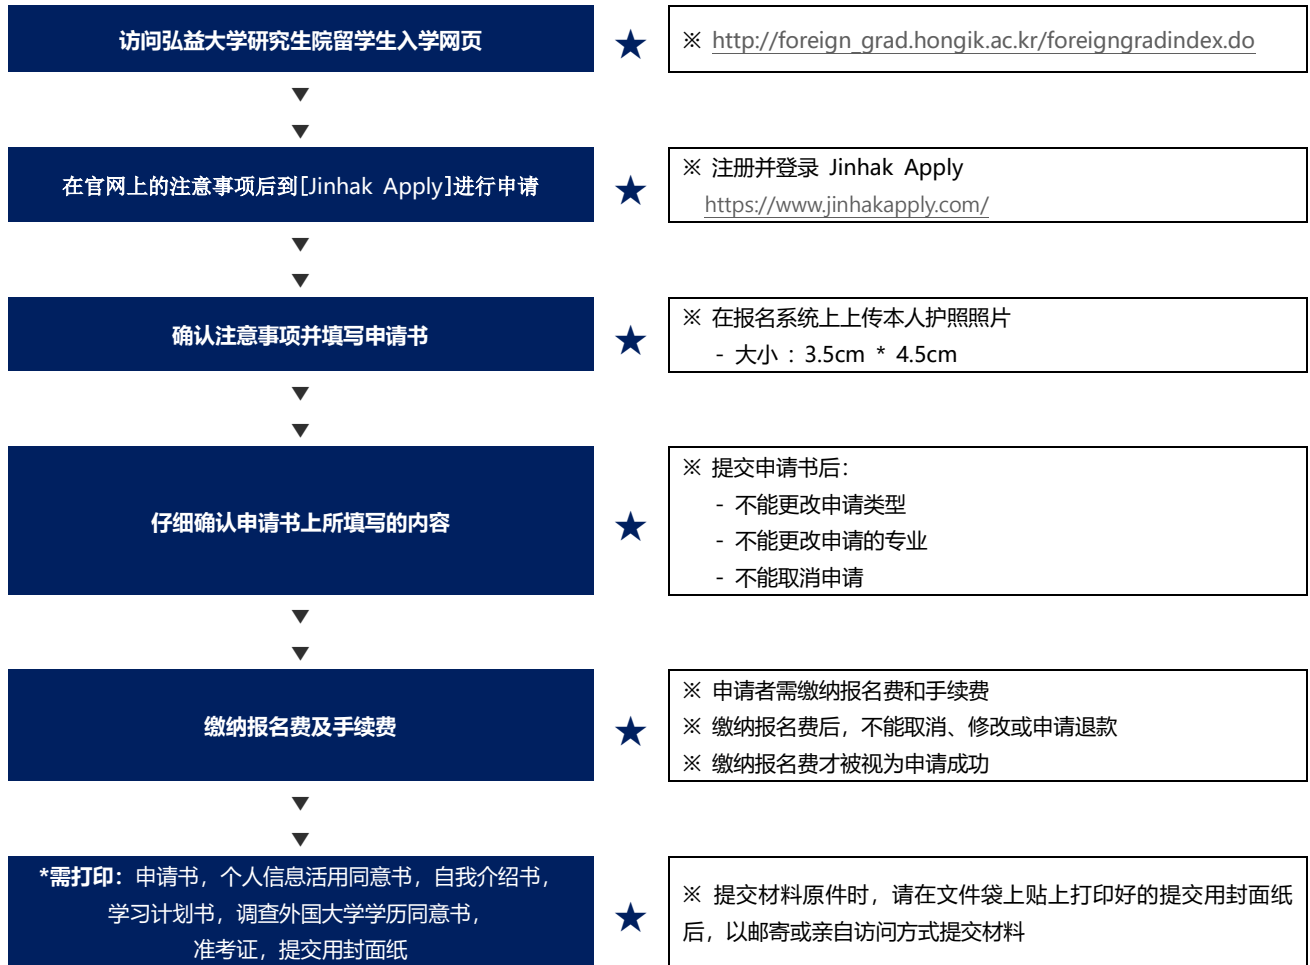 访问弘益大学研究生院留学生入学网页
※ http://foreign_grad.hongik.ac.kr/foreigngradindex.do
在官网上的注意事项后到[Jinhak Apply]进行申请
※ 注册并登录 Jinhak Apply
https://www.jinhakapply.com/
确认注意事项并填写申请书
※ 在报名系统上上传本人护照照片
- 大小 : 3.5cm * 4.5cm
仔细确认申请书上所填写的内容
※ 提交申请书后:
- 不能更改申请类型
- 不能更改申请的专业
- 不能取消申请
缴纳报名费及手续费
※ 申请者需缴纳报名费和手续费
※ 缴纳报名费后，不能取消、修改或申请退款
※ 缴纳报名费才被视为申请成功
*需打印：申请书，个人信息活用同意书，自我介绍书，
学习计划书，调查外国大学学历同意书，
准考证，提交用封面纸
※ 提交材料原件时，请在文件袋上贴上打印好的提交用封面纸
后，以邮寄或亲自访问方式提交材料